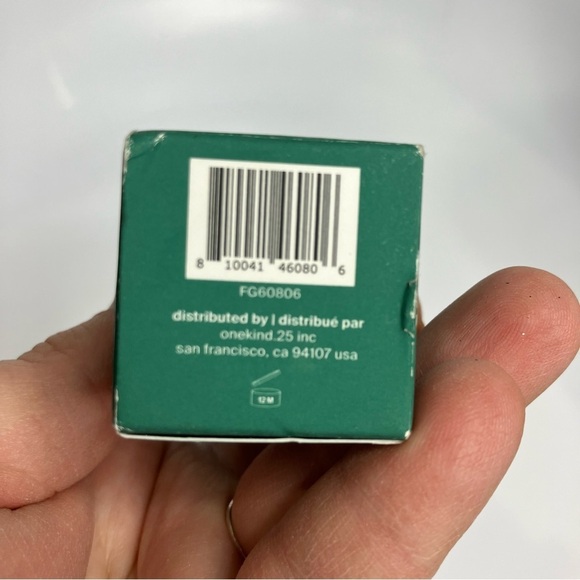 8 10041 46080 6
FG60806
distributed by | distribué par
onekind.25 inc
san francisco, ca 94107 usa
12M